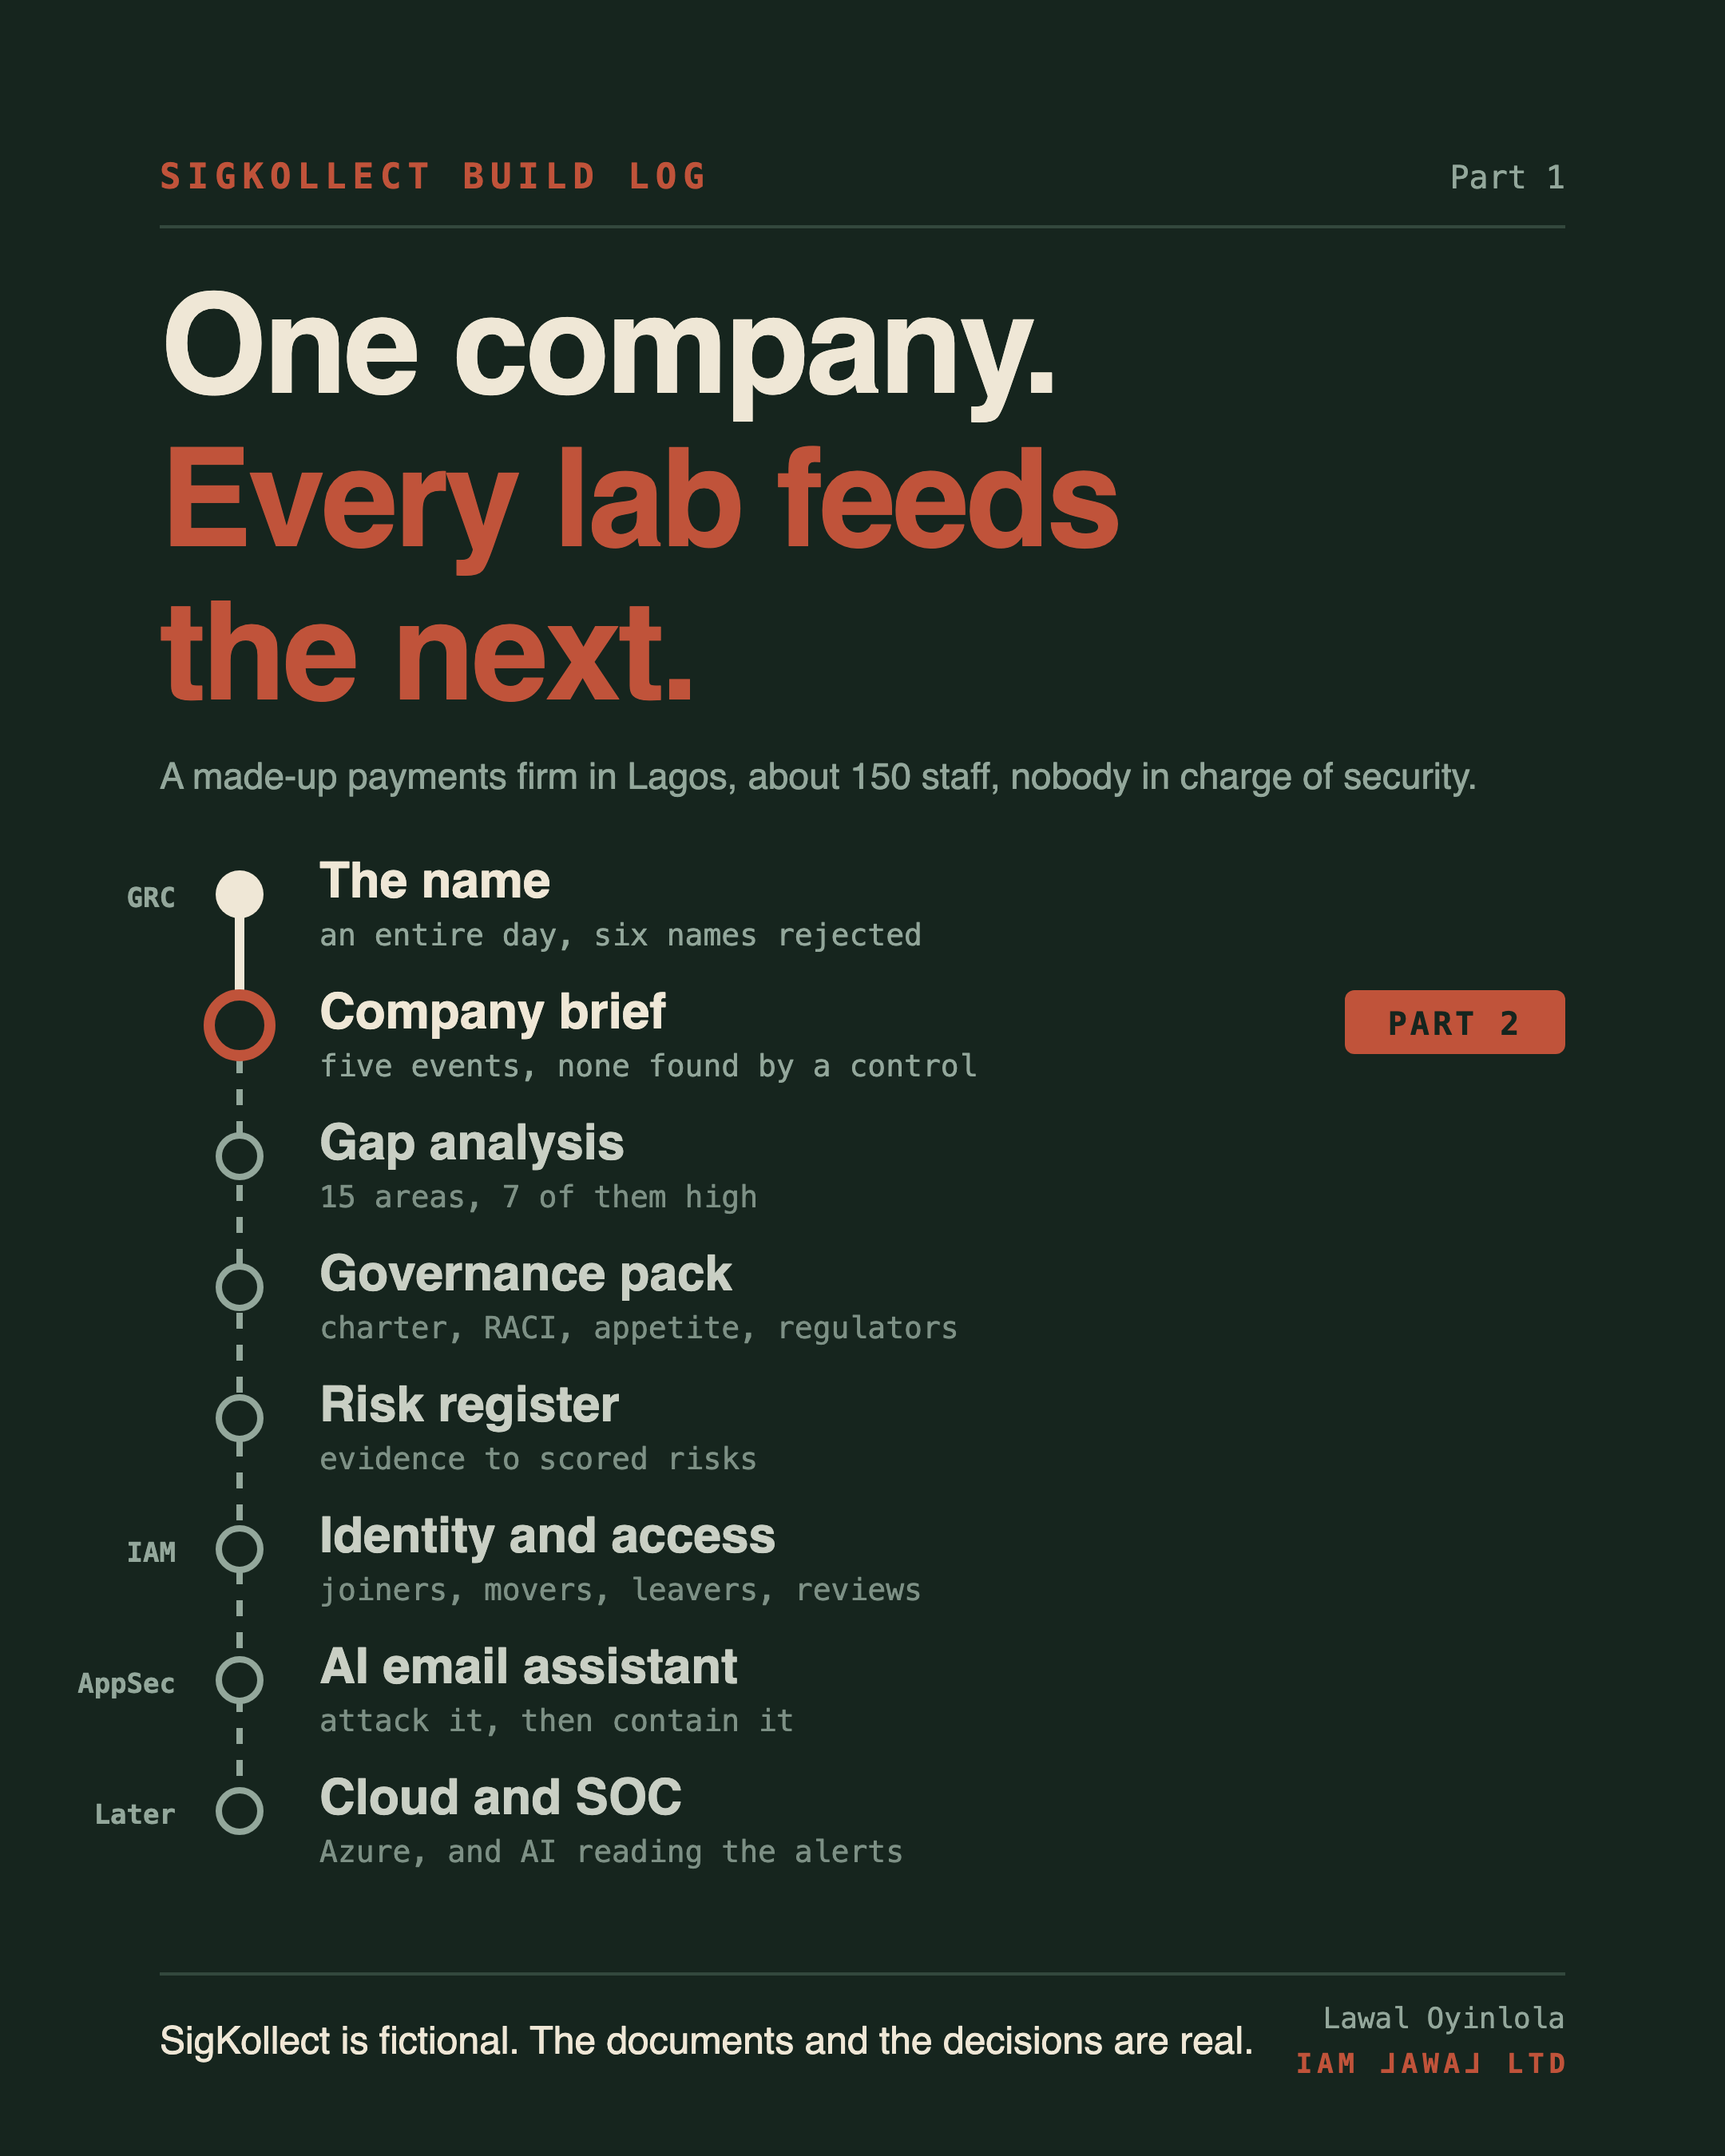 SIGKOLLECT BUILD LOG
Part 1
One company.
Every lab feeds
the next.
A made-up payments firm in Lagos, about 150 staff, nobody in charge of security.
GRC
The name
an entire day, six names rejected
Company brief
PART 2
five events, none found by a control
Gap analysis
15 areas, 7 of them high
Governance pack
charter, RACI, appetite, regulators
Risk register
evidence to scored risks
IAM
Identity and access
joiners, movers, leavers, reviews
AppSec
AI email assistant
attack it, then contain it
Later
Cloud and SOC
Azure, and AI reading the alerts
SigKollect is fictional. The documents and the decisions are real.
Lawal Oyinlola
IAM ⅃AWA⅃ LTD